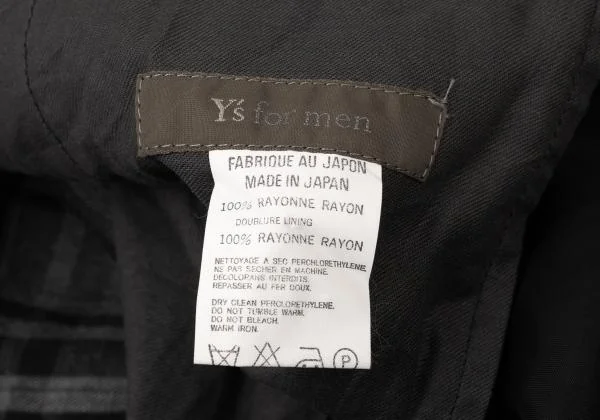 Y's for men
FABRIQUE AU JAPON
MADE IN JAPAN
100% RAYONNE RAYON
DOUBLURE LINING
100% RAYONNE RAYON
NETTOYAGE A SEC PERCHLORETHYLENE.
NE PAS SECHER EN MACHINE.
DECOLORANS INTERDITS.
REPASSER AU FER DOUX.
DRY CLEAN PERCLORETHYLENE.
DO NOT TUMBLE WARM.
DO NOT BLEACH.
WARM IRON.
P